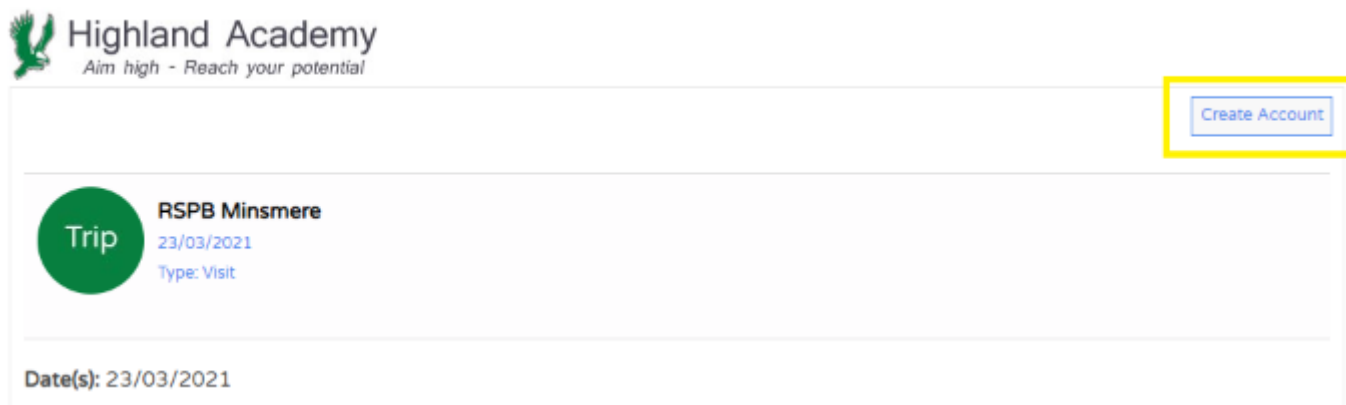 Highland Academy
Aim high - Reach your potential
Create Account
Trip
RSPB Minsmere
23/03/2021
Type: Visit
Date(s): 23/03/2021